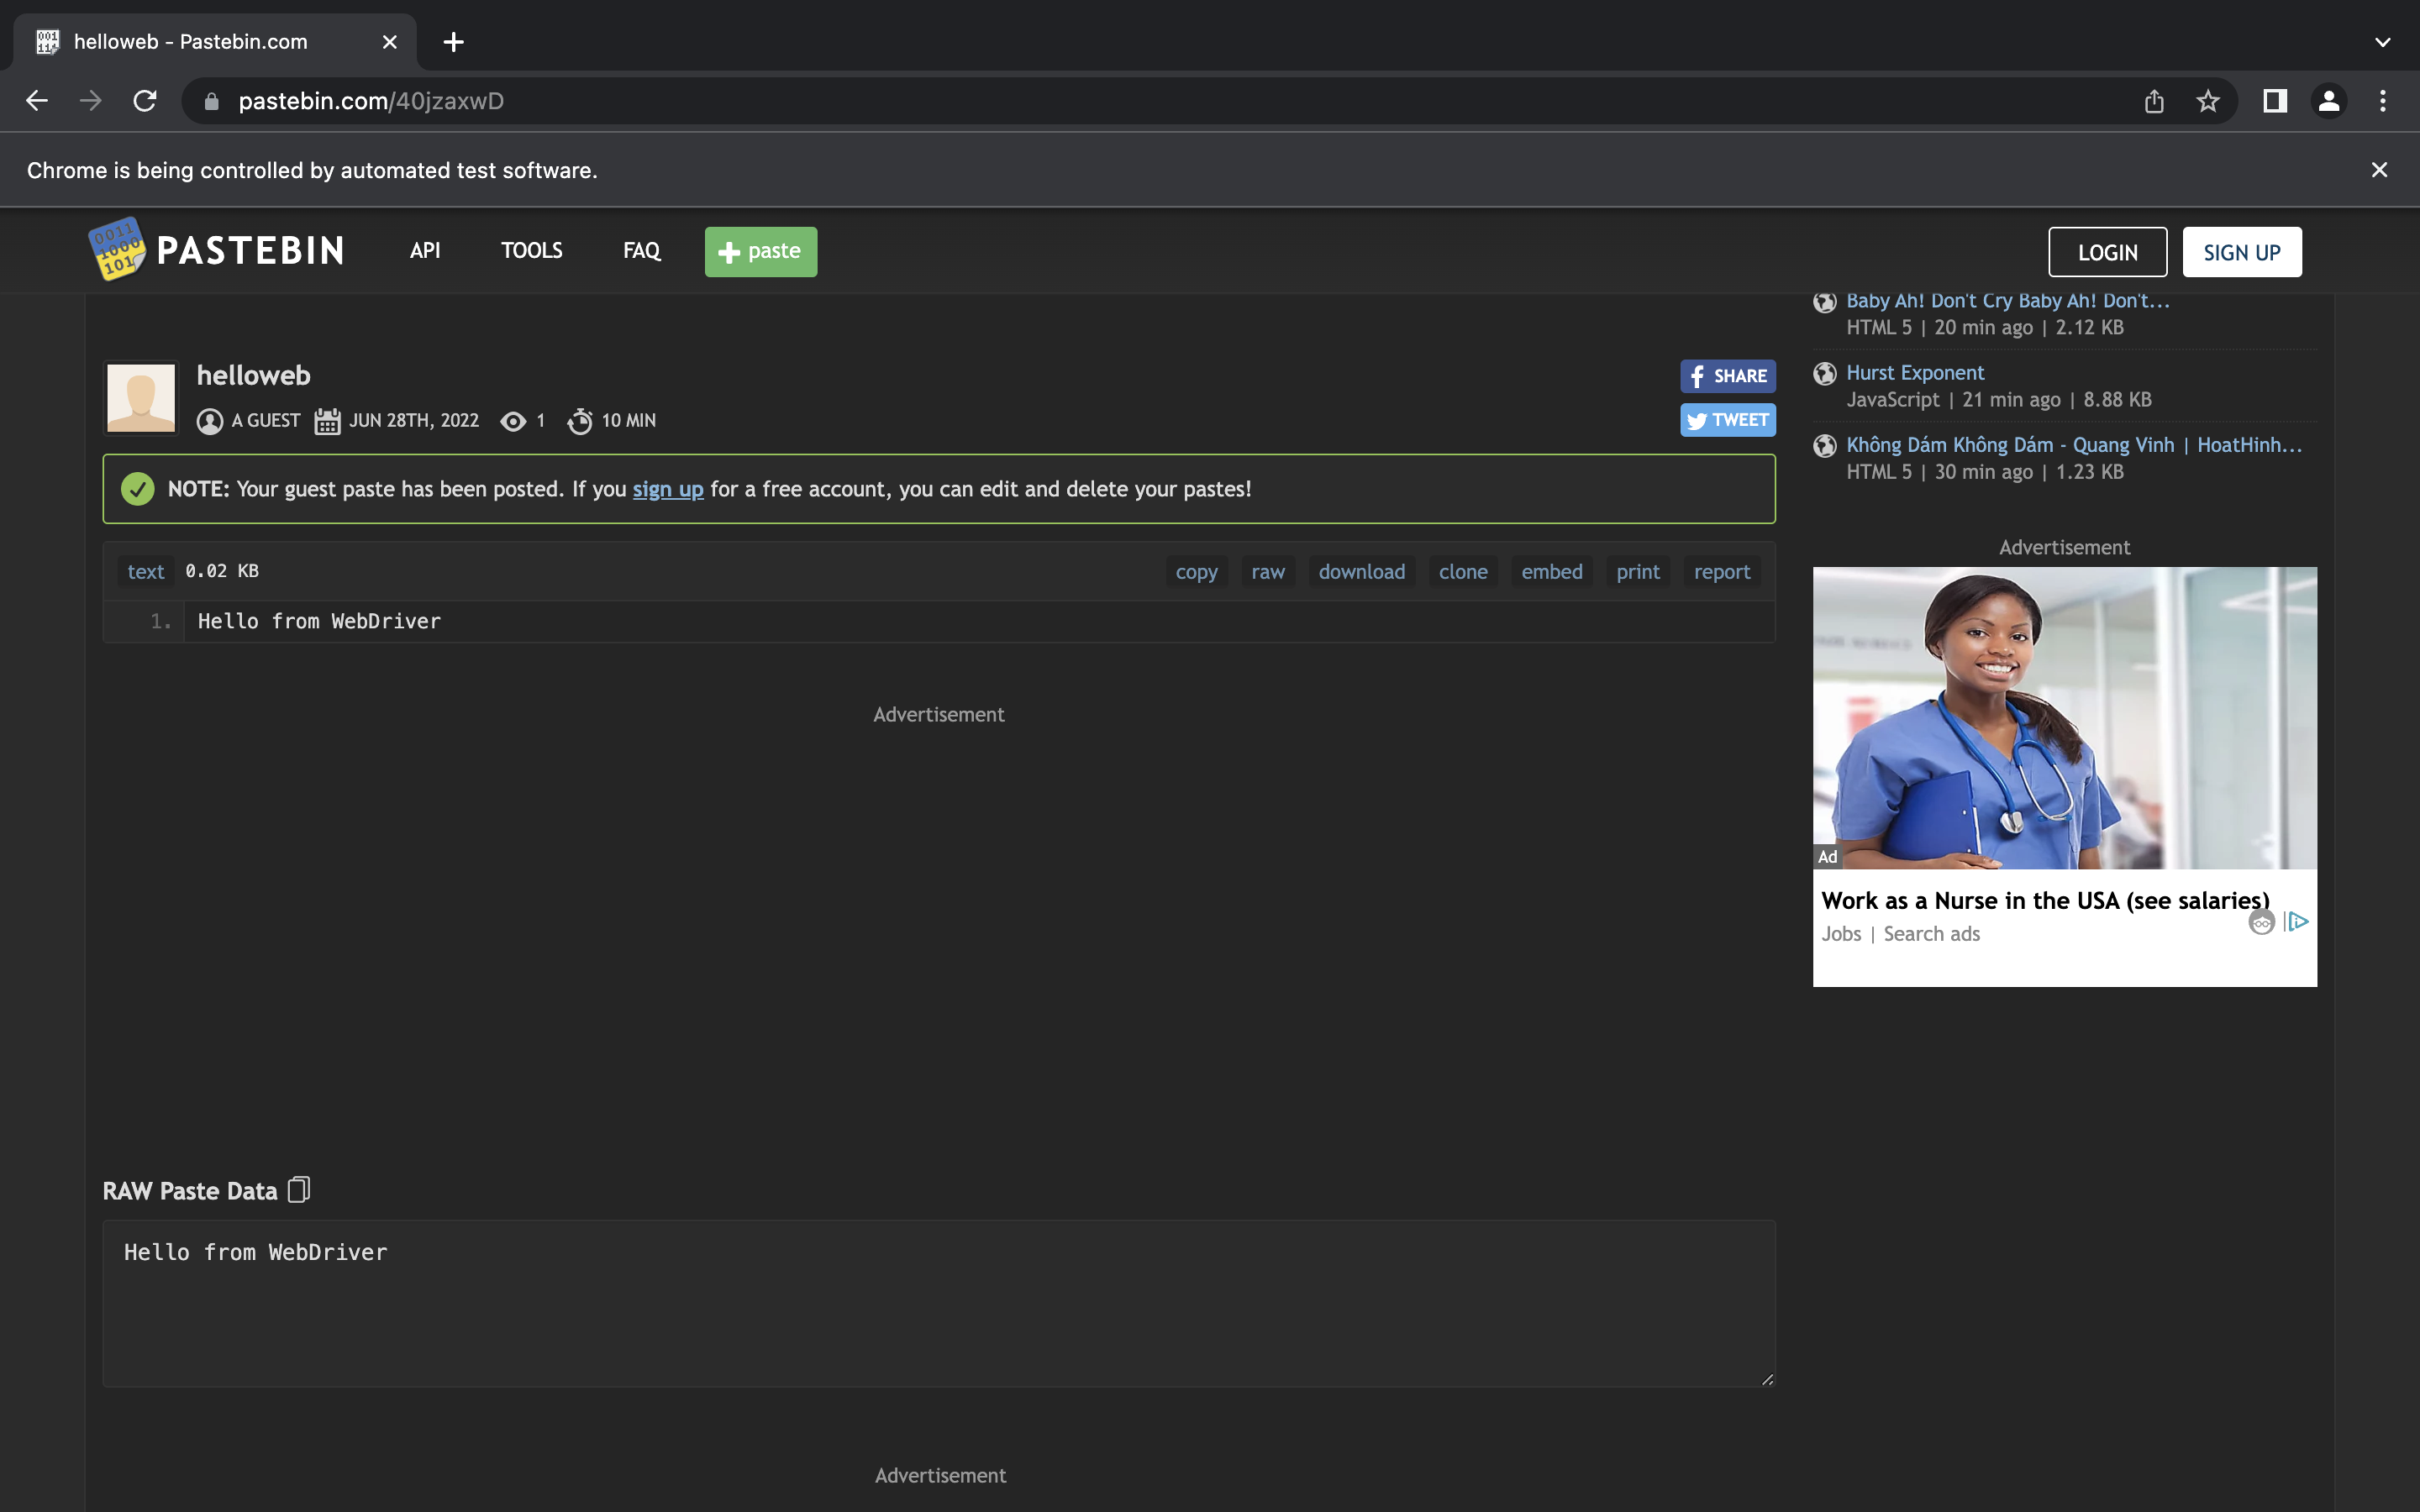 helloweb - Pastebin.com
pastebin.com/40jzaxwD
Chrome is being controlled by automated test software.
PASTEBIN
API
TOOLS
FAQ
paste
LOGIN
SIGN UP
helloweb
A GUEST
JUN 28TH, 2022
1
10 MIN
SHARE
TWEET
NOTE: Your guest paste has been posted. If you sign up for a free account, you can edit and delete your pastes!
text
0.02 KB
copy
raw
download
clone
embed
print
report
1.
Hello from WebDriver
Advertisement
RAW Paste Data
Hello from WebDriver
Advertisement
Baby Ah! Don't Cry Baby Ah! Don't...
HTML 5 | 20 min ago | 2.12 KB
Hurst Exponent
JavaScript | 21 min ago | 8.88 KB
Không Dám Không Dám - Quang Vinh | HoatHinh...
HTML 5 | 30 min ago | 1.23 KB
Advertisement
Ad
Work as a Nurse in the USA (see salaries)
Jobs | Search ads